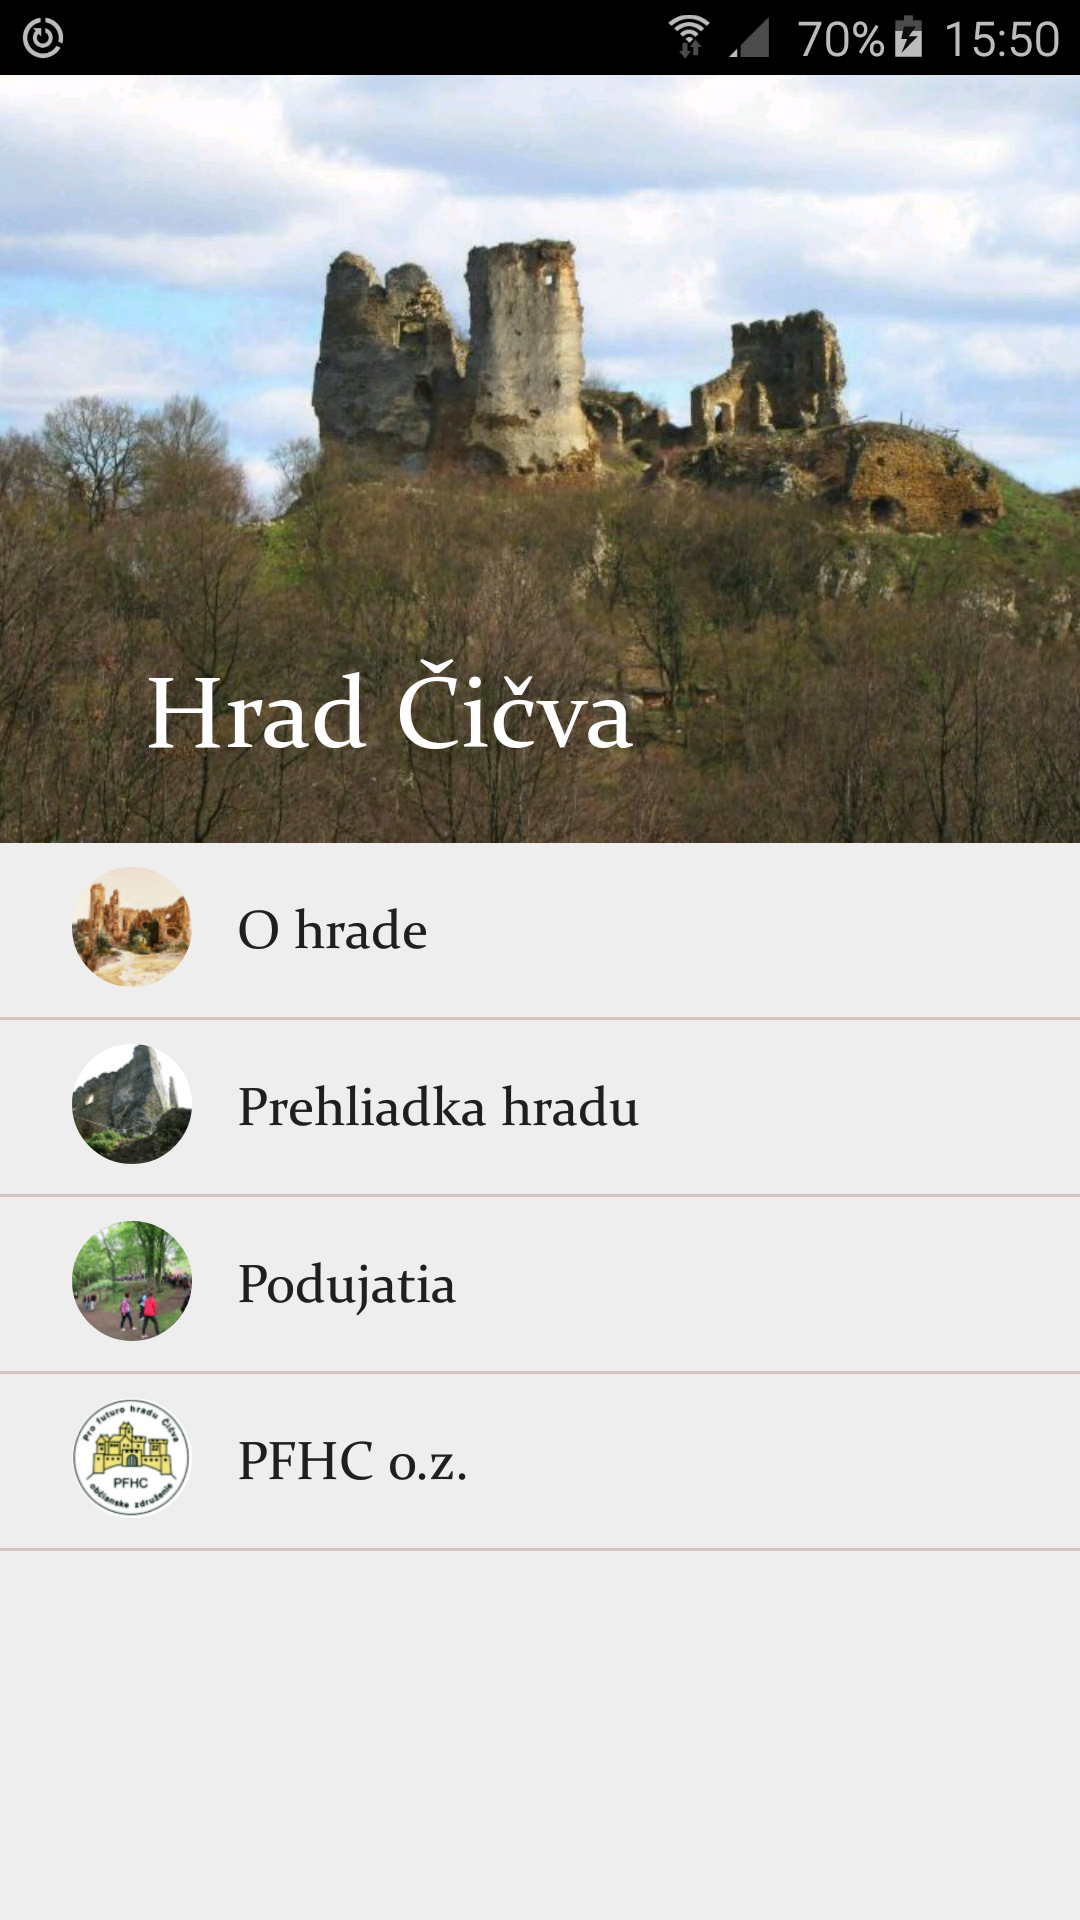 70% 15:50
Hrad Čičva
O hrade
Prehliadka hradu
Podujatia
Pro futuro hradu Čičva
PFHC
občianske združenie
PFHC o.z.